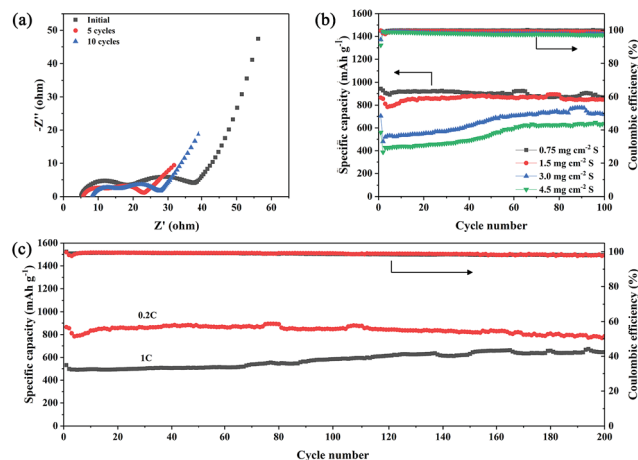 (a)
Initial
5 cycles
10 cycles
-Z'' (ohm)
50
40
30
20
10
0
0 10 20 30 40 50 60
Z' (ohm)
(b)
Specific capacity (mAh g-1)
1600
1400
1200
1000
800
600
400
200
0
0 20 40 60 80 100
Cycle number
100
80
60
40
20
0
Coulombic efficiency (%)
0.75 mg cm-2 S
1.5 mg cm-2 S
3.0 mg cm-2 S
4.5 mg cm-2 S
(c)
Specific capacity (mAh g-1)
1600
1400
1200
1000
800
600
400
200
0
0.2C
1C
0 20 40 60 80 100 120 140 160 180 200
Cycle number
100
80
60
40
20
0
Coulombic efficiency (%)